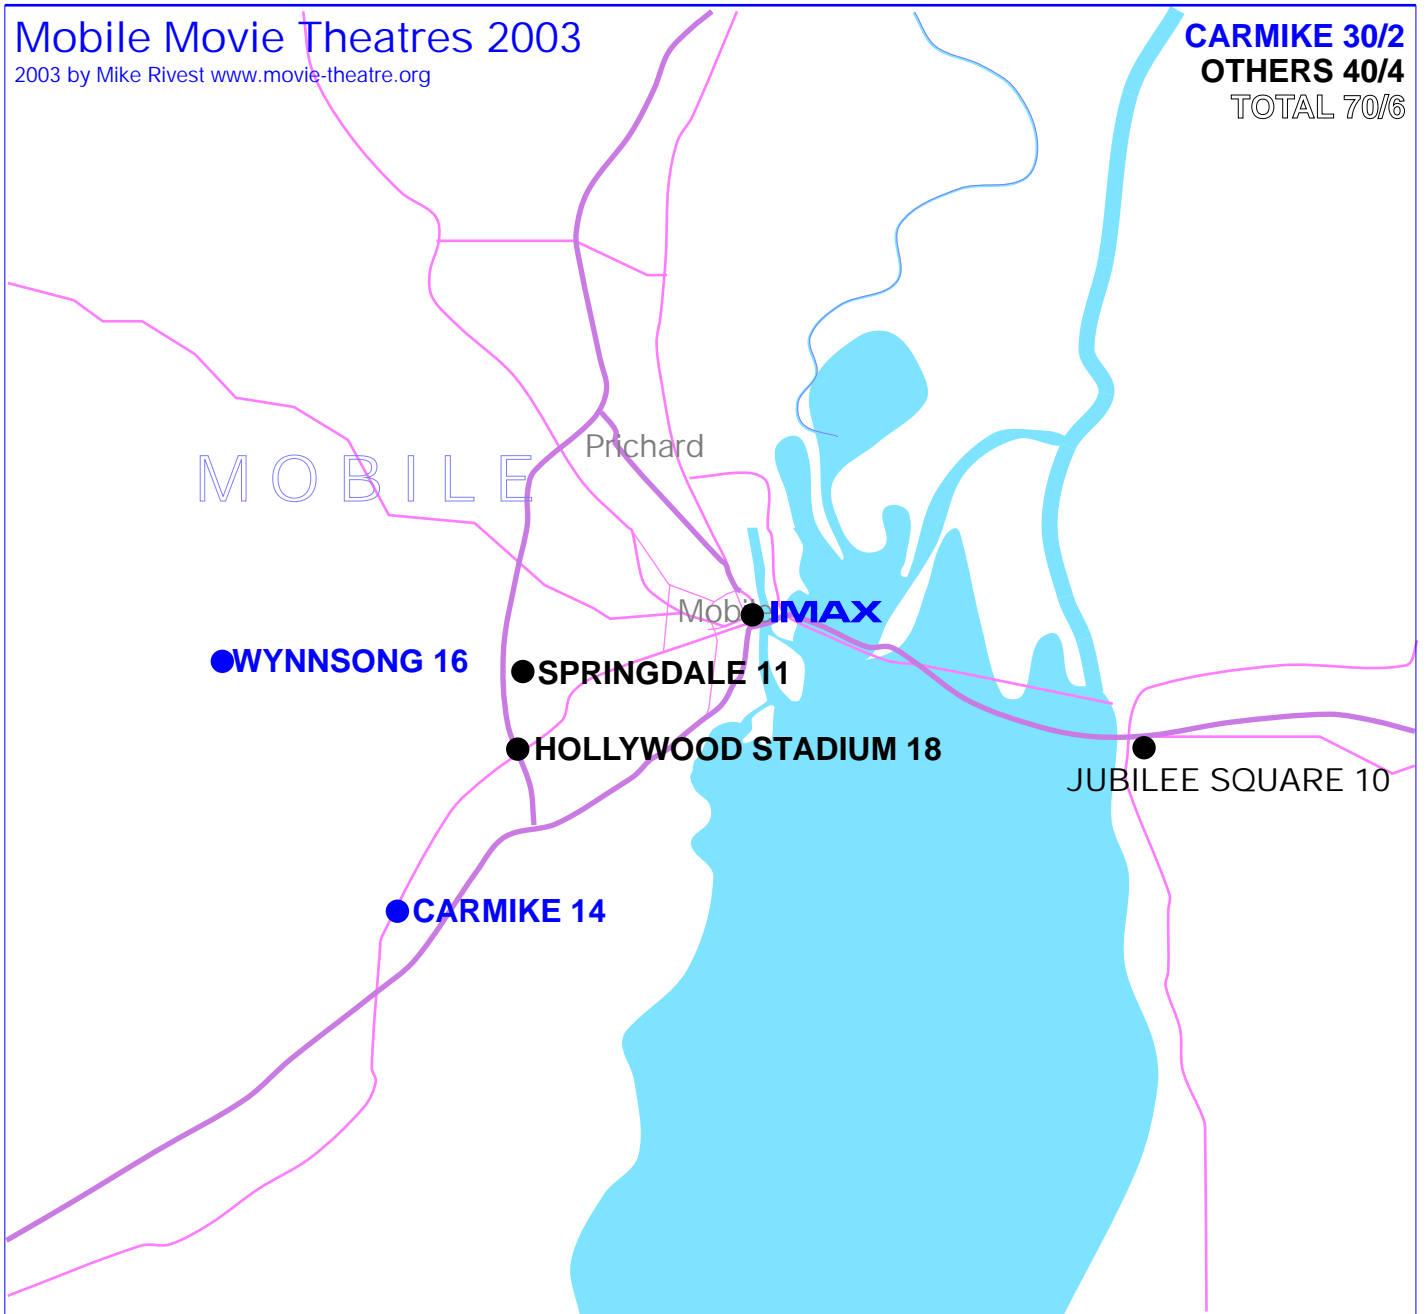 Mobile Movie Theatres 2003
2003 by Mike Rivest www.movie-theatre.org
CARMIKE 30/2
OTHERS 40/4
TOTAL 70/6
Prichard
MOBILE
Mobile
IMAX
WYNNSONG 16
SPRINGDALE 11
HOLLYWOOD STADIUM 18
JUBILEE SQUARE 10
CARMIKE 14